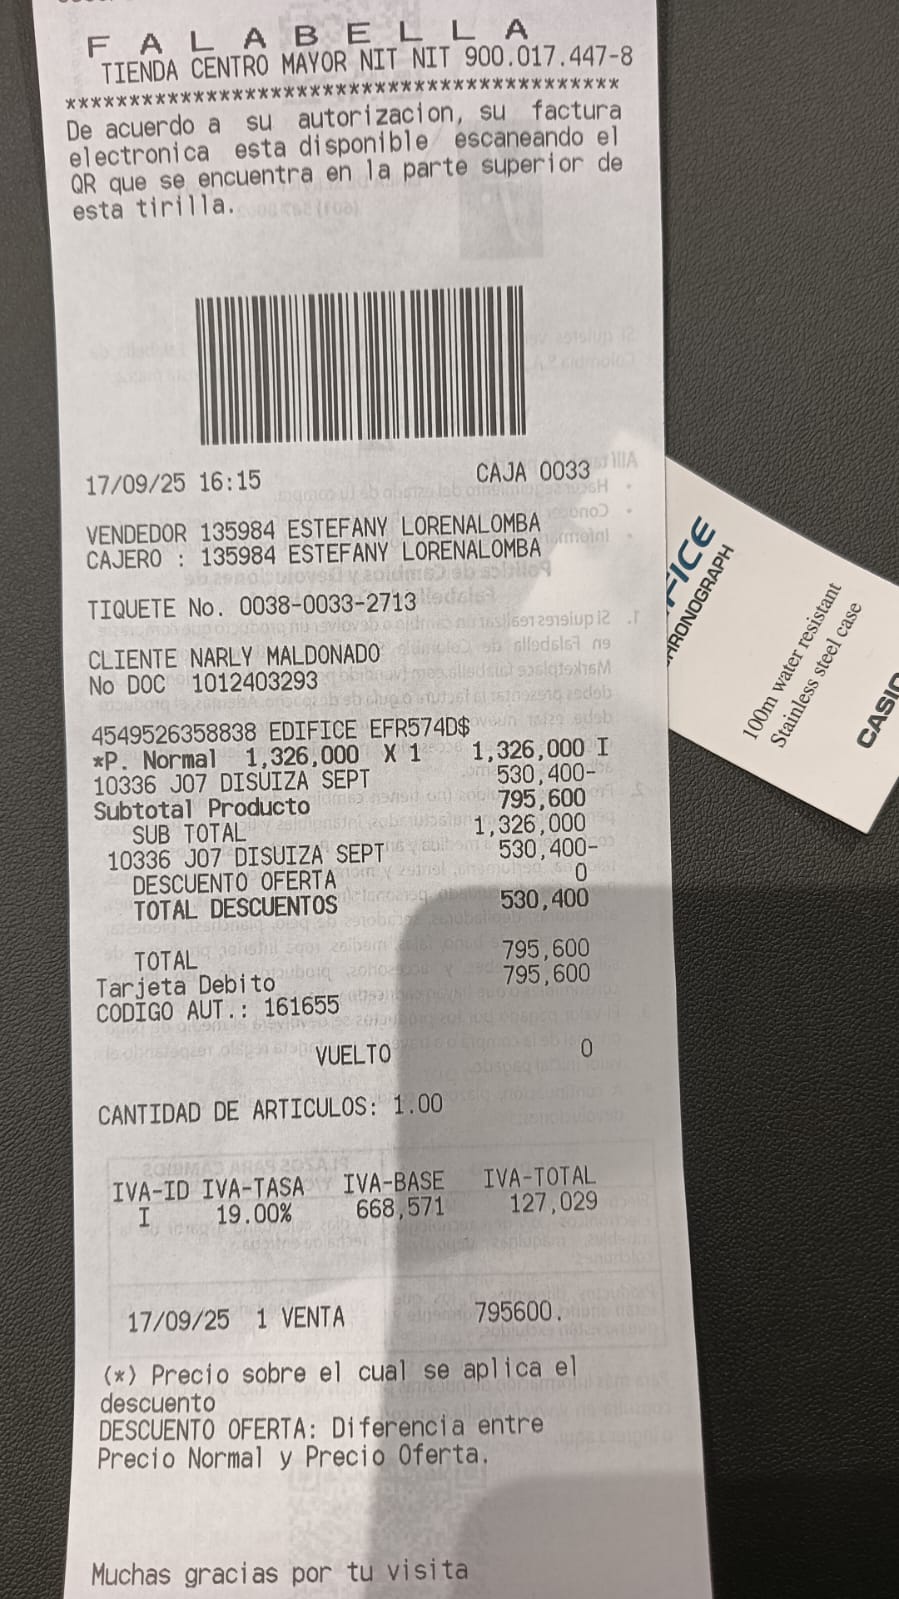 F A L A B E L L A
TIENDA CENTRO MAYOR NIT NIT 900.017.447-8
*******************************************
De acuerdo a su autorizacion, su factura
electronica esta disponible escaneando el
QR que se encuentra en la parte superior de
esta tirilla.
17/09/25 16:15 CAJA 0033
VENDEDOR 135984 ESTEFANY LORENALOMBA
CAJERO : 135984 ESTEFANY LORENALOMBA
TIQUETE No. 0038-0033-2713
CLIENTE NARLY MALDONADO
No DOC 1012403293
4549526358838 EDIFICE EFR574D$
*P. Normal 1,326,000 X 1 1,326,000 I
10336 J07 DISUIZA SEPT 530,400-
Subtotal Producto 795,600
SUB TOTAL 1,326,000
10336 J07 DISUIZA SEPT 530,400-
DESCUENTO OFERTA 0
TOTAL DESCUENTOS 530,400
TOTAL 795,600
Tarjeta Debito 795,600
CODIGO AUT.: 161655
VUELTO 0
CANTIDAD DE ARTICULOS: 1.00
IVA-ID IVA-TASA IVA-BASE IVA-TOTAL
I 19.00% 668,571 127,029
17/09/25 1 VENTA 795600.
(*) Precio sobre el cual se aplica el
descuento
DESCUENTO OFERTA: Diferencia entre
Precio Normal y Precio Oferta.
Muchas gracias por tu visita
FICE
HRONOGRAPH
100m water resistant
Stainless steel case
CASIO